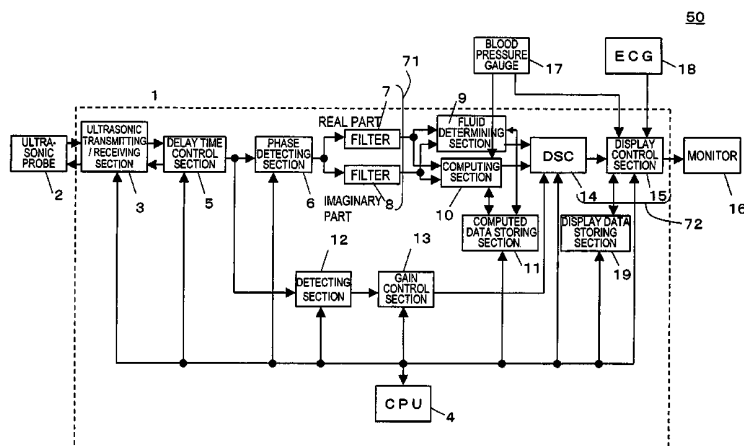 50
BLOOD
PRESSURE
GAUGE
17
ECG
18
1
7
71
9
REAL PART
FILTER
FLUID
DETERMINING
SECTION
ULTRA-
SONIC
PROBE
2
ULTRASONIC
TRANSMITTING
/ RECEIVING
SECTION
3
DELAY TIME
CONTROL
SECTION
5
PHASE
DETECTING
SECTION
6
FILTER
8
IMAGINARY PART
COMPUTING
SECTION
10
DSC
14
DISPLAY
CONTROL
SECTION
15
MONITOR
16
72
12
13
COMPUTED
DATA STORING
SECTION.
11
DISPLAY DATA
STORING
SECTION
19
DETECTING
SECTION
GAIN
CONTROL
SECTION
CPU
4